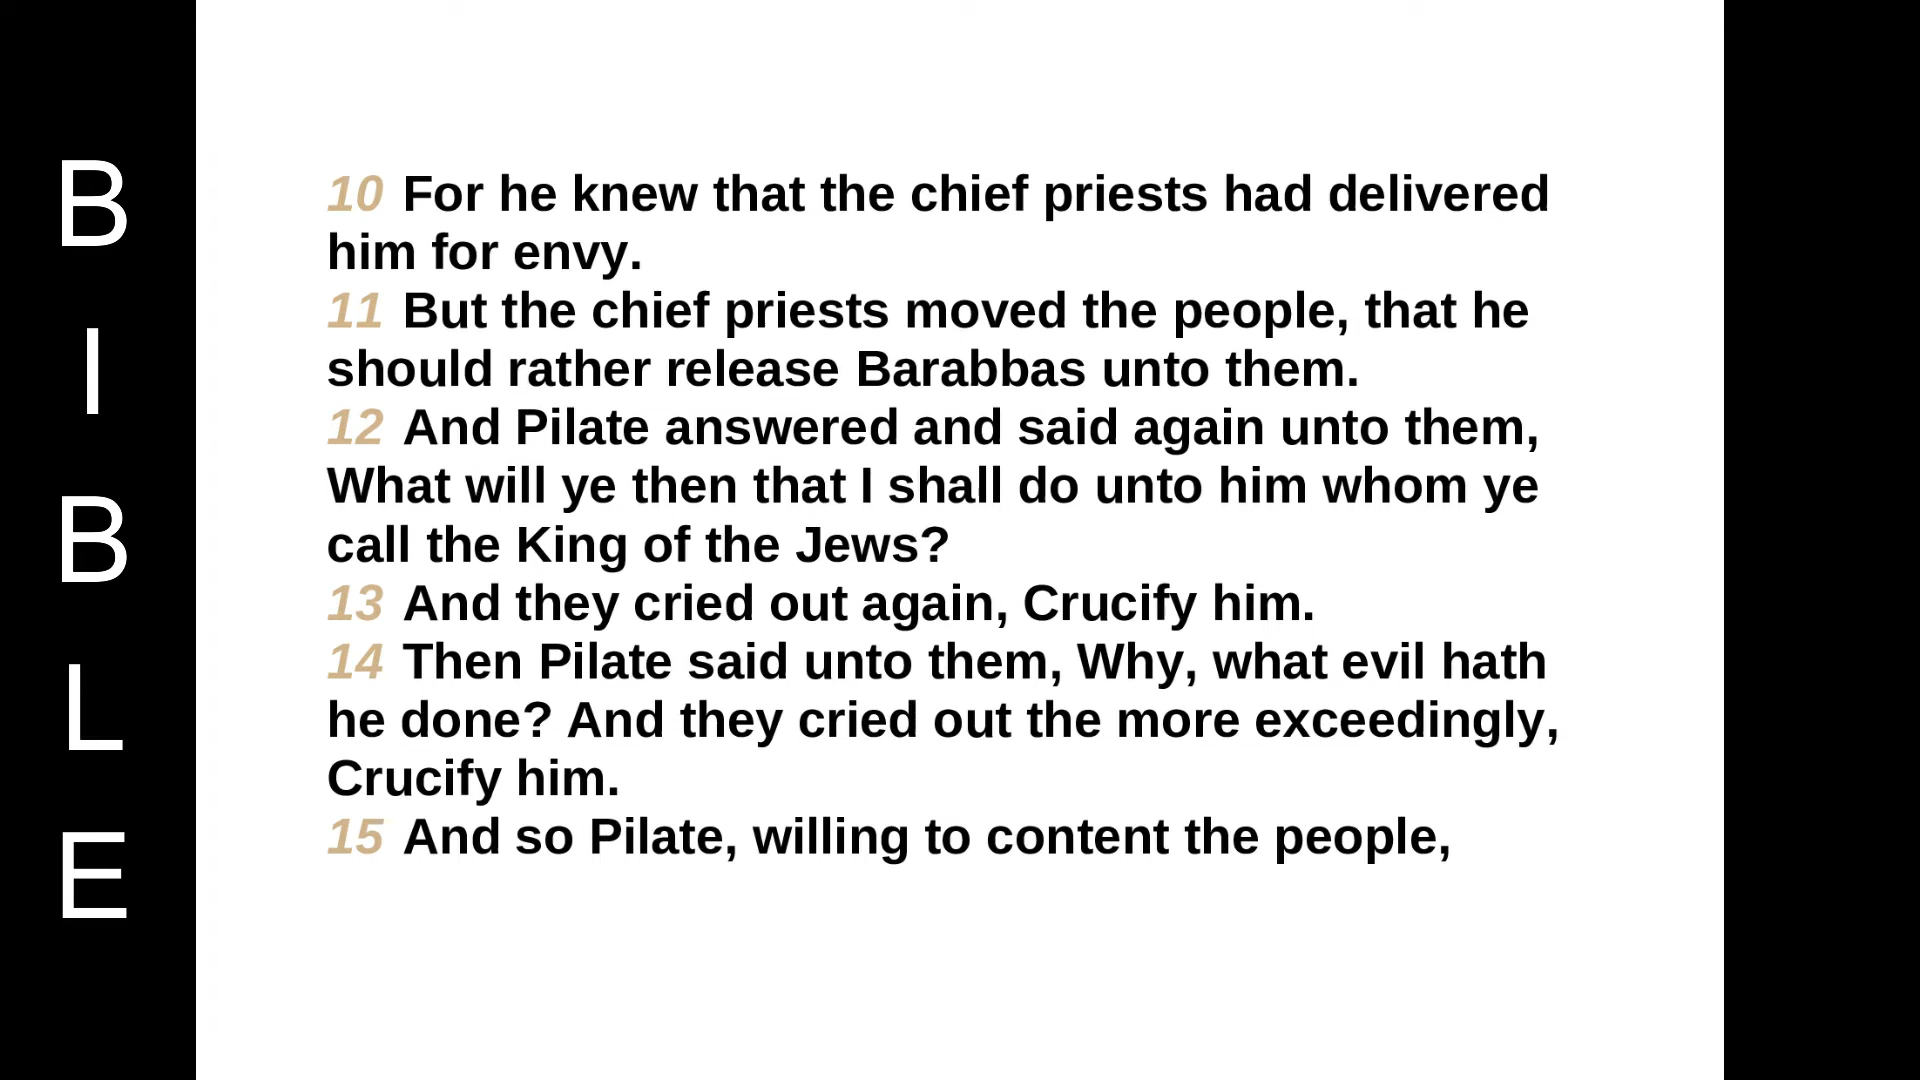 BIBLE
10 For he knew that the chief priests had delivered
him for envy.
11 But the chief priests moved the people, that he
should rather release Barabbas unto them.
12 And Pilate answered and said again unto them,
What will ye then that I shall do unto him whom ye
call the King of the Jews?
13 And they cried out again, Crucify him.
14 Then Pilate said unto them, Why, what evil hath
he done? And they cried out the more exceedingly,
Crucify him.
15 And so Pilate, willing to content the people,